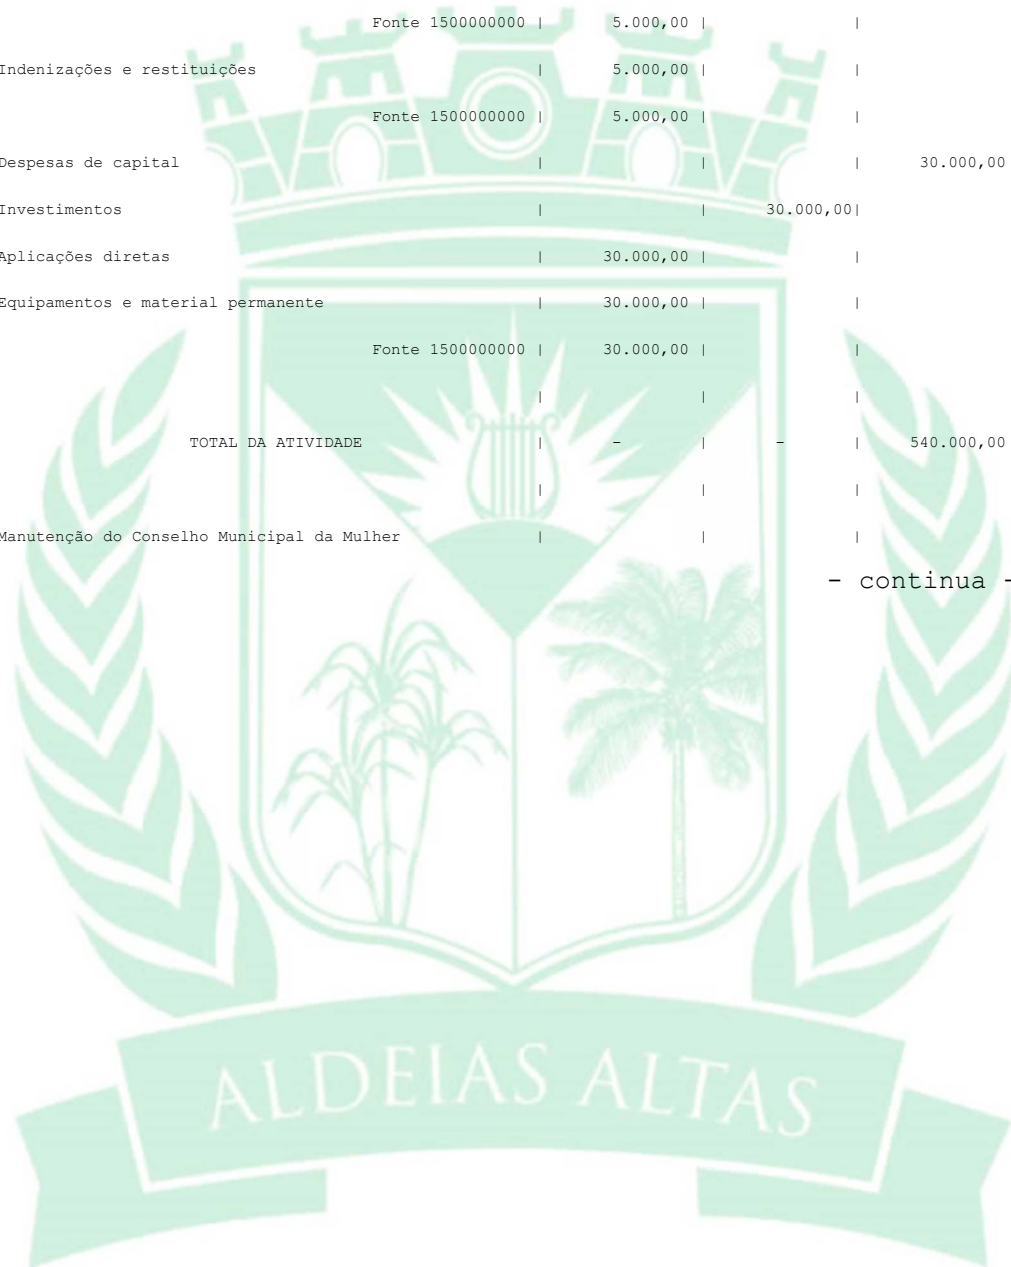 Fonte 1500000000 | 5.000,00 | |
Indenizações e restituições | 5.000,00 | |
Fonte 1500000000 | 5.000,00 | |
Despesas de capital | | | 30.000,00
Investimentos | | 30.000,00|
Aplicações diretas | 30.000,00 | |
Equipamentos e material permanente | 30.000,00 | |
Fonte 1500000000 | 30.000,00 | |
| | |
TOTAL DA ATIVIDADE | - | - | 540.000,00
| | |
Manutenção do Conselho Municipal da Mulher | | |
- continua -
ALDEIAS ALTAS